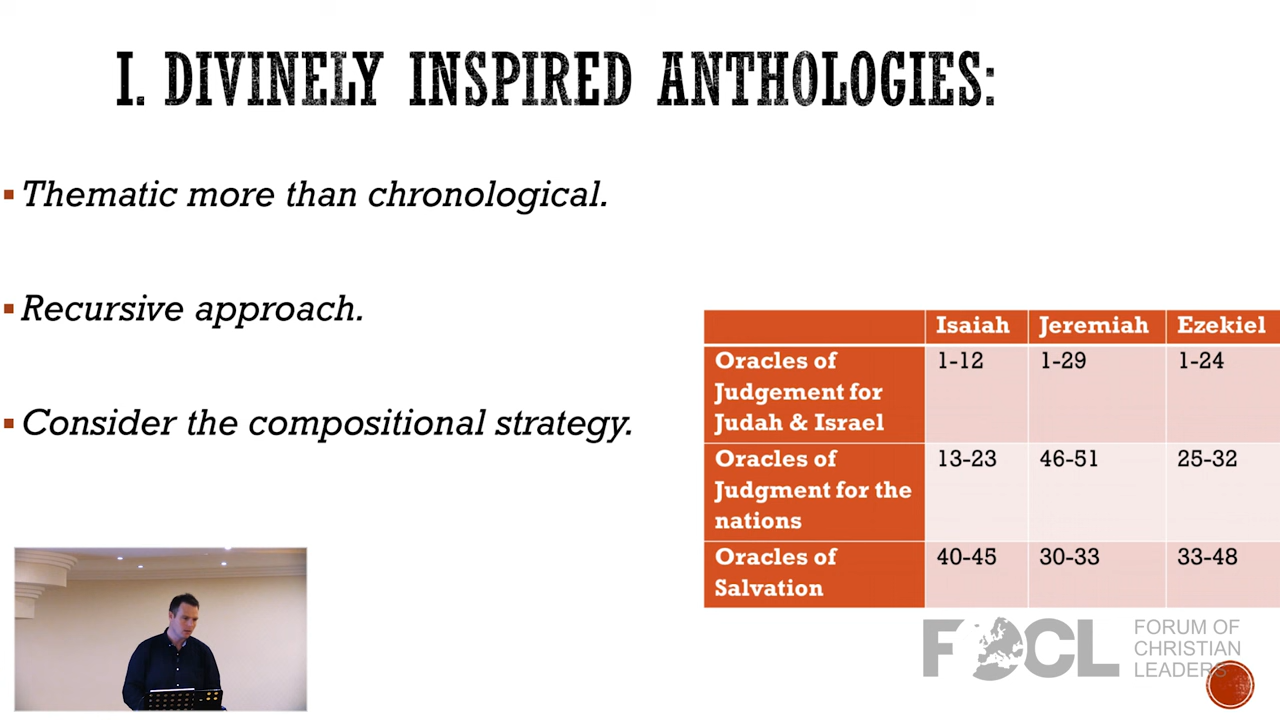 I. DIVINELY INSPIRED ANTHOLOGIES:
▪ Thematic more than chronological.
▪ Recursive approach.
▪ Consider the compositional strategy.
Isaiah Jeremiah Ezekiel
Oracles of 1-12 1-29 1-24
Judgement for
Judah & Israel
Oracles of 13-23 46-51 25-32
Judgment for the
nations
Oracles of 40-45 30-33 33-48
Salvation
FOCL
FORUM OF
CHRISTIAN
LEADERS